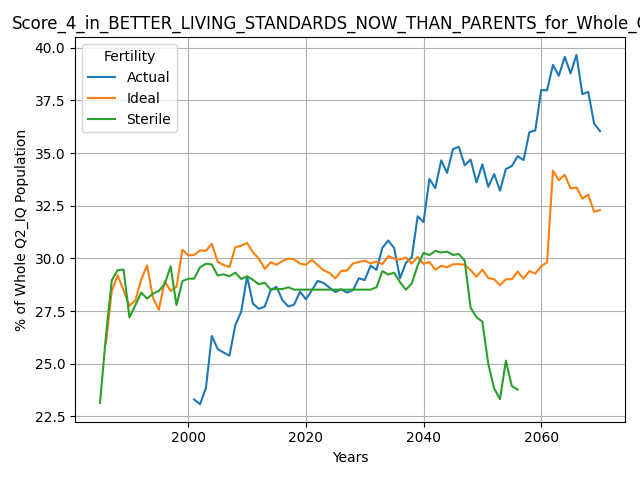 Score_4_in_BETTER_LIVING_STANDARDS_NOW_THAN_PARENTS_for_Whole_
Fertility
Actual
Ideal
Sterile
% of Whole Q2_IQ Population
40.0
37.5
35.0
32.5
30.0
27.5
25.0
22.5
2000
2020
2040
2060
Years